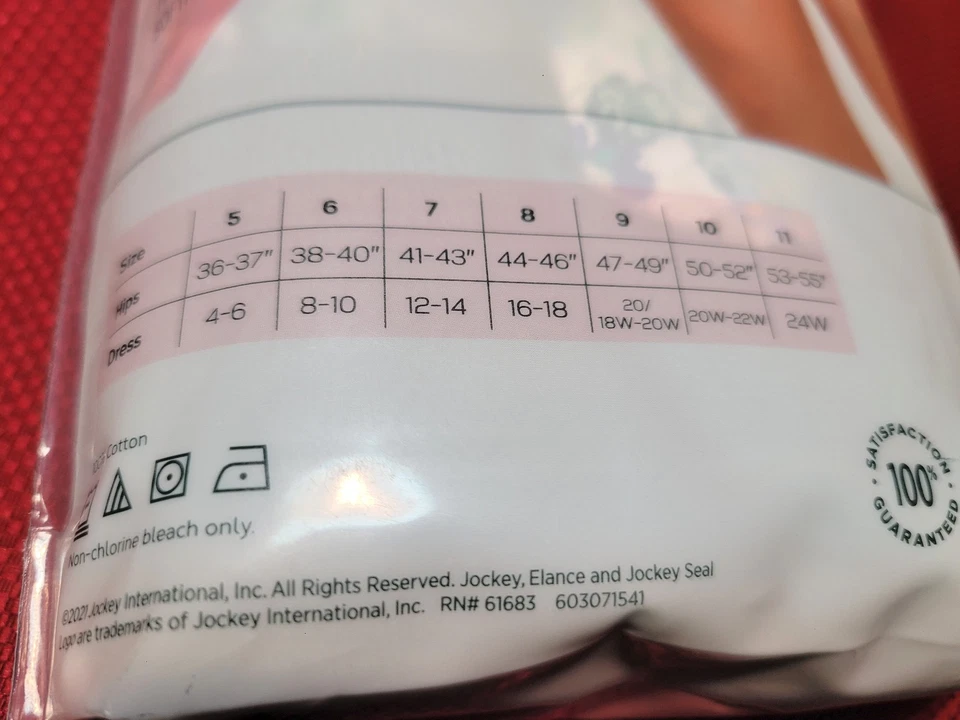 Size 5 6 7 8 9 10 11
Hips 36-37" 38-40" 41-43" 44-46" 47-49" 50-52" 53-55"
Dress 4-6 8-10 12-14 16-18 20/ 18W-20W 20W-22W 24W
100% Cotton
Non-chlorine bleach only.
©2021 Jockey International, Inc. All Rights Reserved. Jockey, Elance and Jockey Seal
Logo are trademarks of Jockey International, Inc. RN# 61683 603071541
SATISFACTION
100%
GUARANTEED